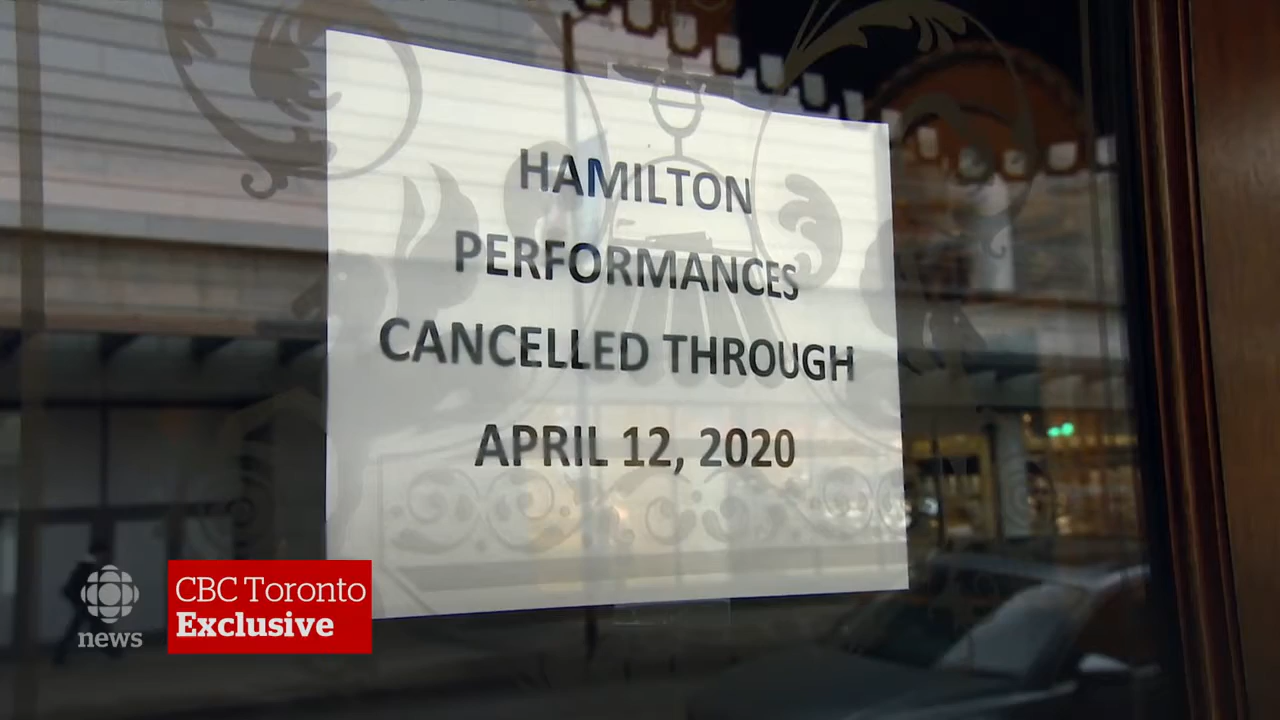 HAMILTON
PERFORMANCES
CANCELLED THROUGH
APRIL 12, 2020
CBC Toronto
Exclusive
news